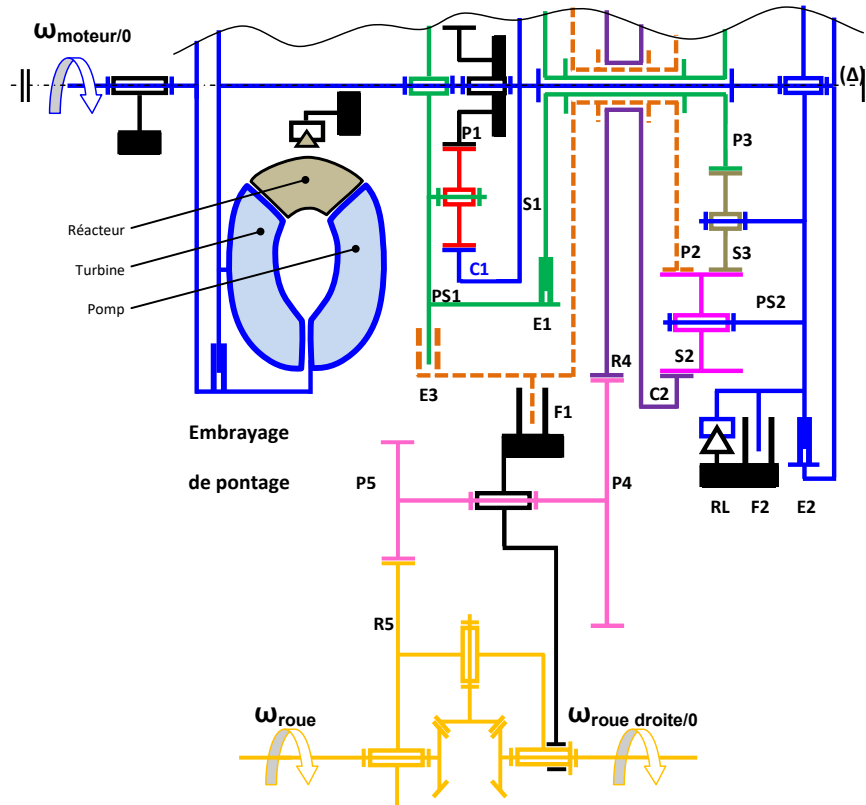 ωmoteur/0
(Δ)
P1
P3
S1
Réacteur
P2
S3
Turbine
C1
PS1
PS2
Pomp
E1
S2
R4
E3
C2
F1
Embrayage
de pontage
P5
P4
RL
F2
E2
R5
ωroue
ωroue droite/0